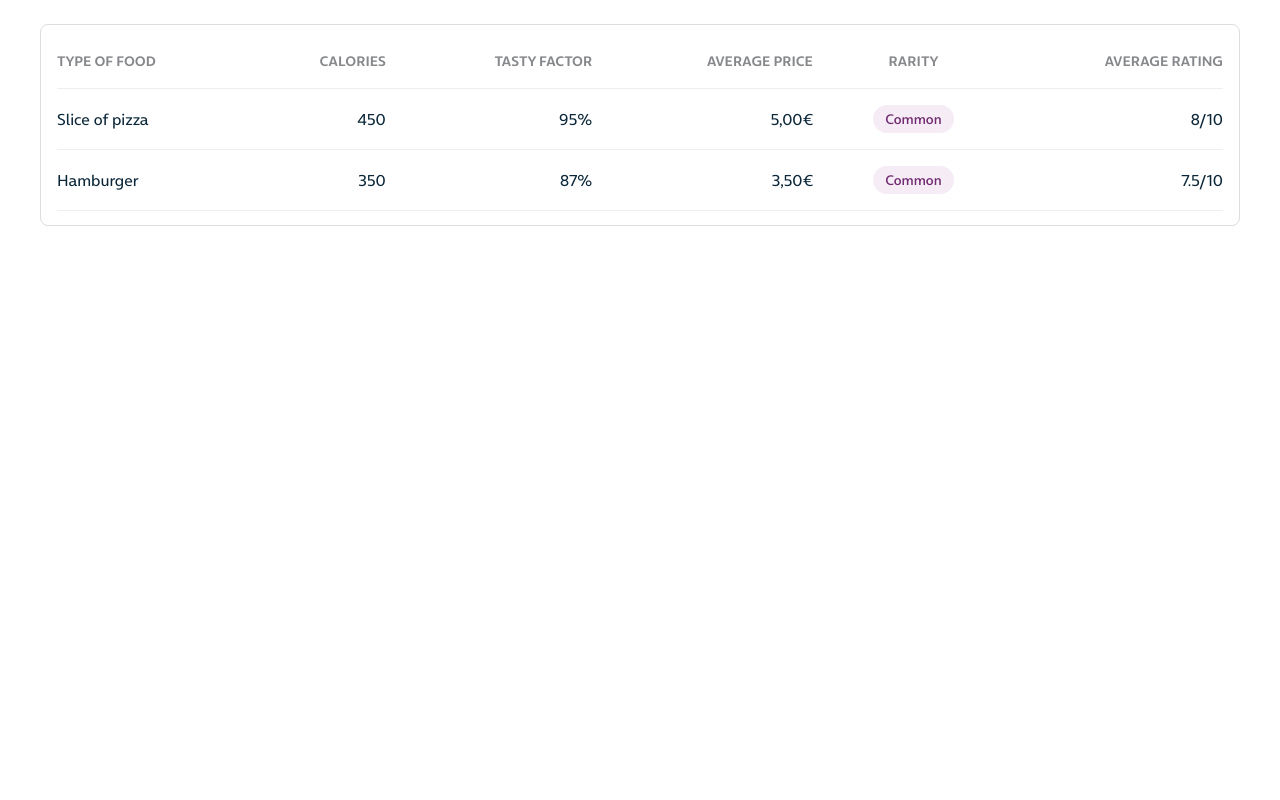 TYPE OF FOOD CALORIES TASTY FACTOR AVERAGE PRICE RARITY AVERAGE RATING
Slice of pizza 450 95% 5,00€ Common 8/10
Hamburger 350 87% 3,50€ Common 7.5/10